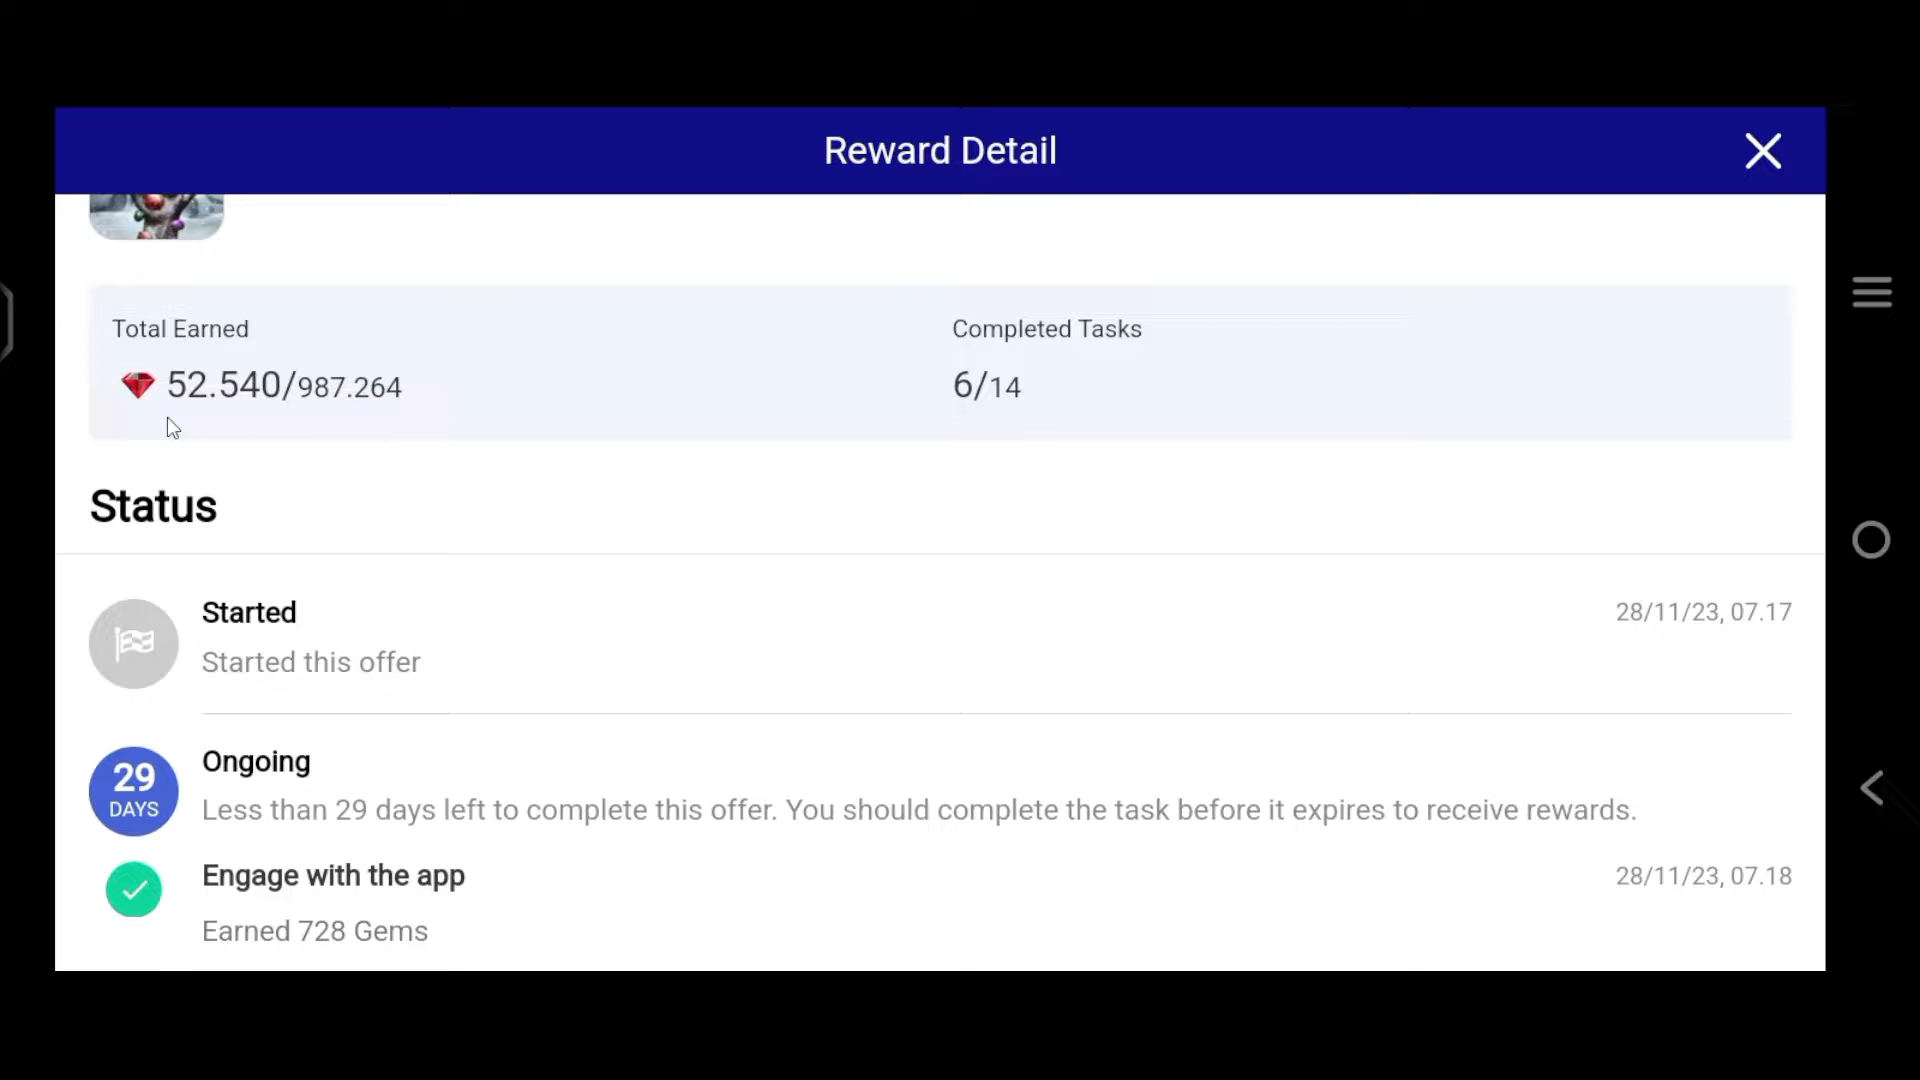 Reward Detail
Total Earned
Completed Tasks
52.540/987.264
6/14
Status
Started
28/11/23, 07.17
Started this offer
29
DAYS
Ongoing
Less than 29 days left to complete this offer. You should complete the task before it expires to receive rewards.
Engage with the app
28/11/23, 07.18
Earned 728 Gems